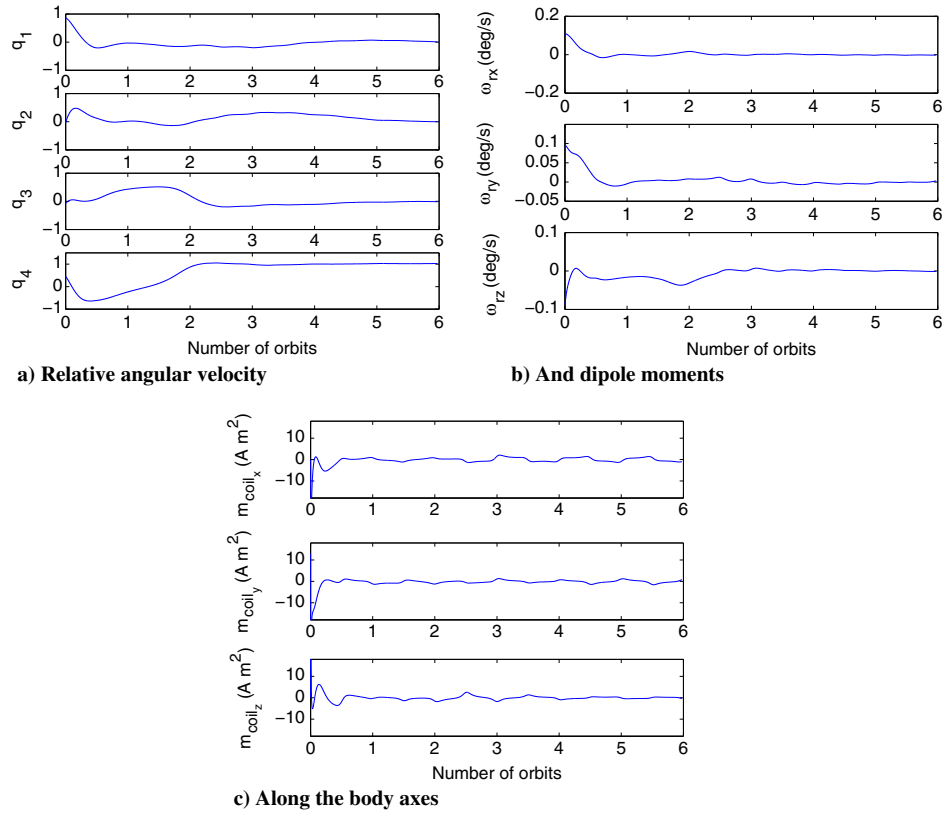 1
0
−1
q1
0 1 2 3 4 5 6
1
0
−1
q2
0 1 2 3 4 5 6
1
0
−1
q3
0 1 2 3 4 5 6
1
0
−1
q4
0 1 2 3 4 5 6
Number of orbits
a) Relative angular velocity
0.2
0
−0.2
ωrx (deg/s)
0 1 2 3 4 5 6
0.1
0.05
0
−0.05
ωry (deg/s)
0 1 2 3 4 5 6
0.1
0
−0.1
ωrz (deg/s)
0 1 2 3 4 5 6
Number of orbits
b) And dipole moments
10
0
−10
mcoilx (A m2)
0 1 2 3 4 5 6
10
0
−10
mcoily (A m2)
0 1 2 3 4 5 6
10
0
−10
mcoilz (A m2)
0 1 2 3 4 5 6
Number of orbits
c) Along the body axes